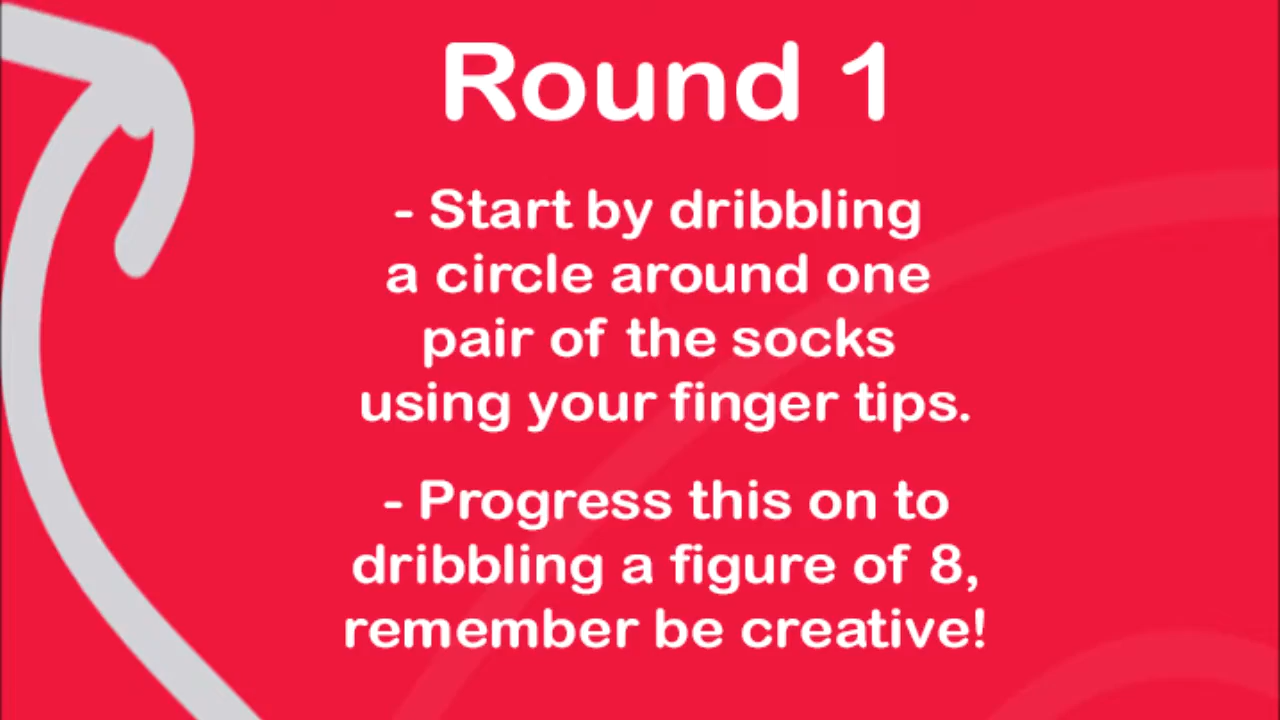 Round 1
- Start by dribbling
a circle around one
pair of the socks
using your finger tips.
- Progress this on to
dribbling a figure of 8,
remember be creative!